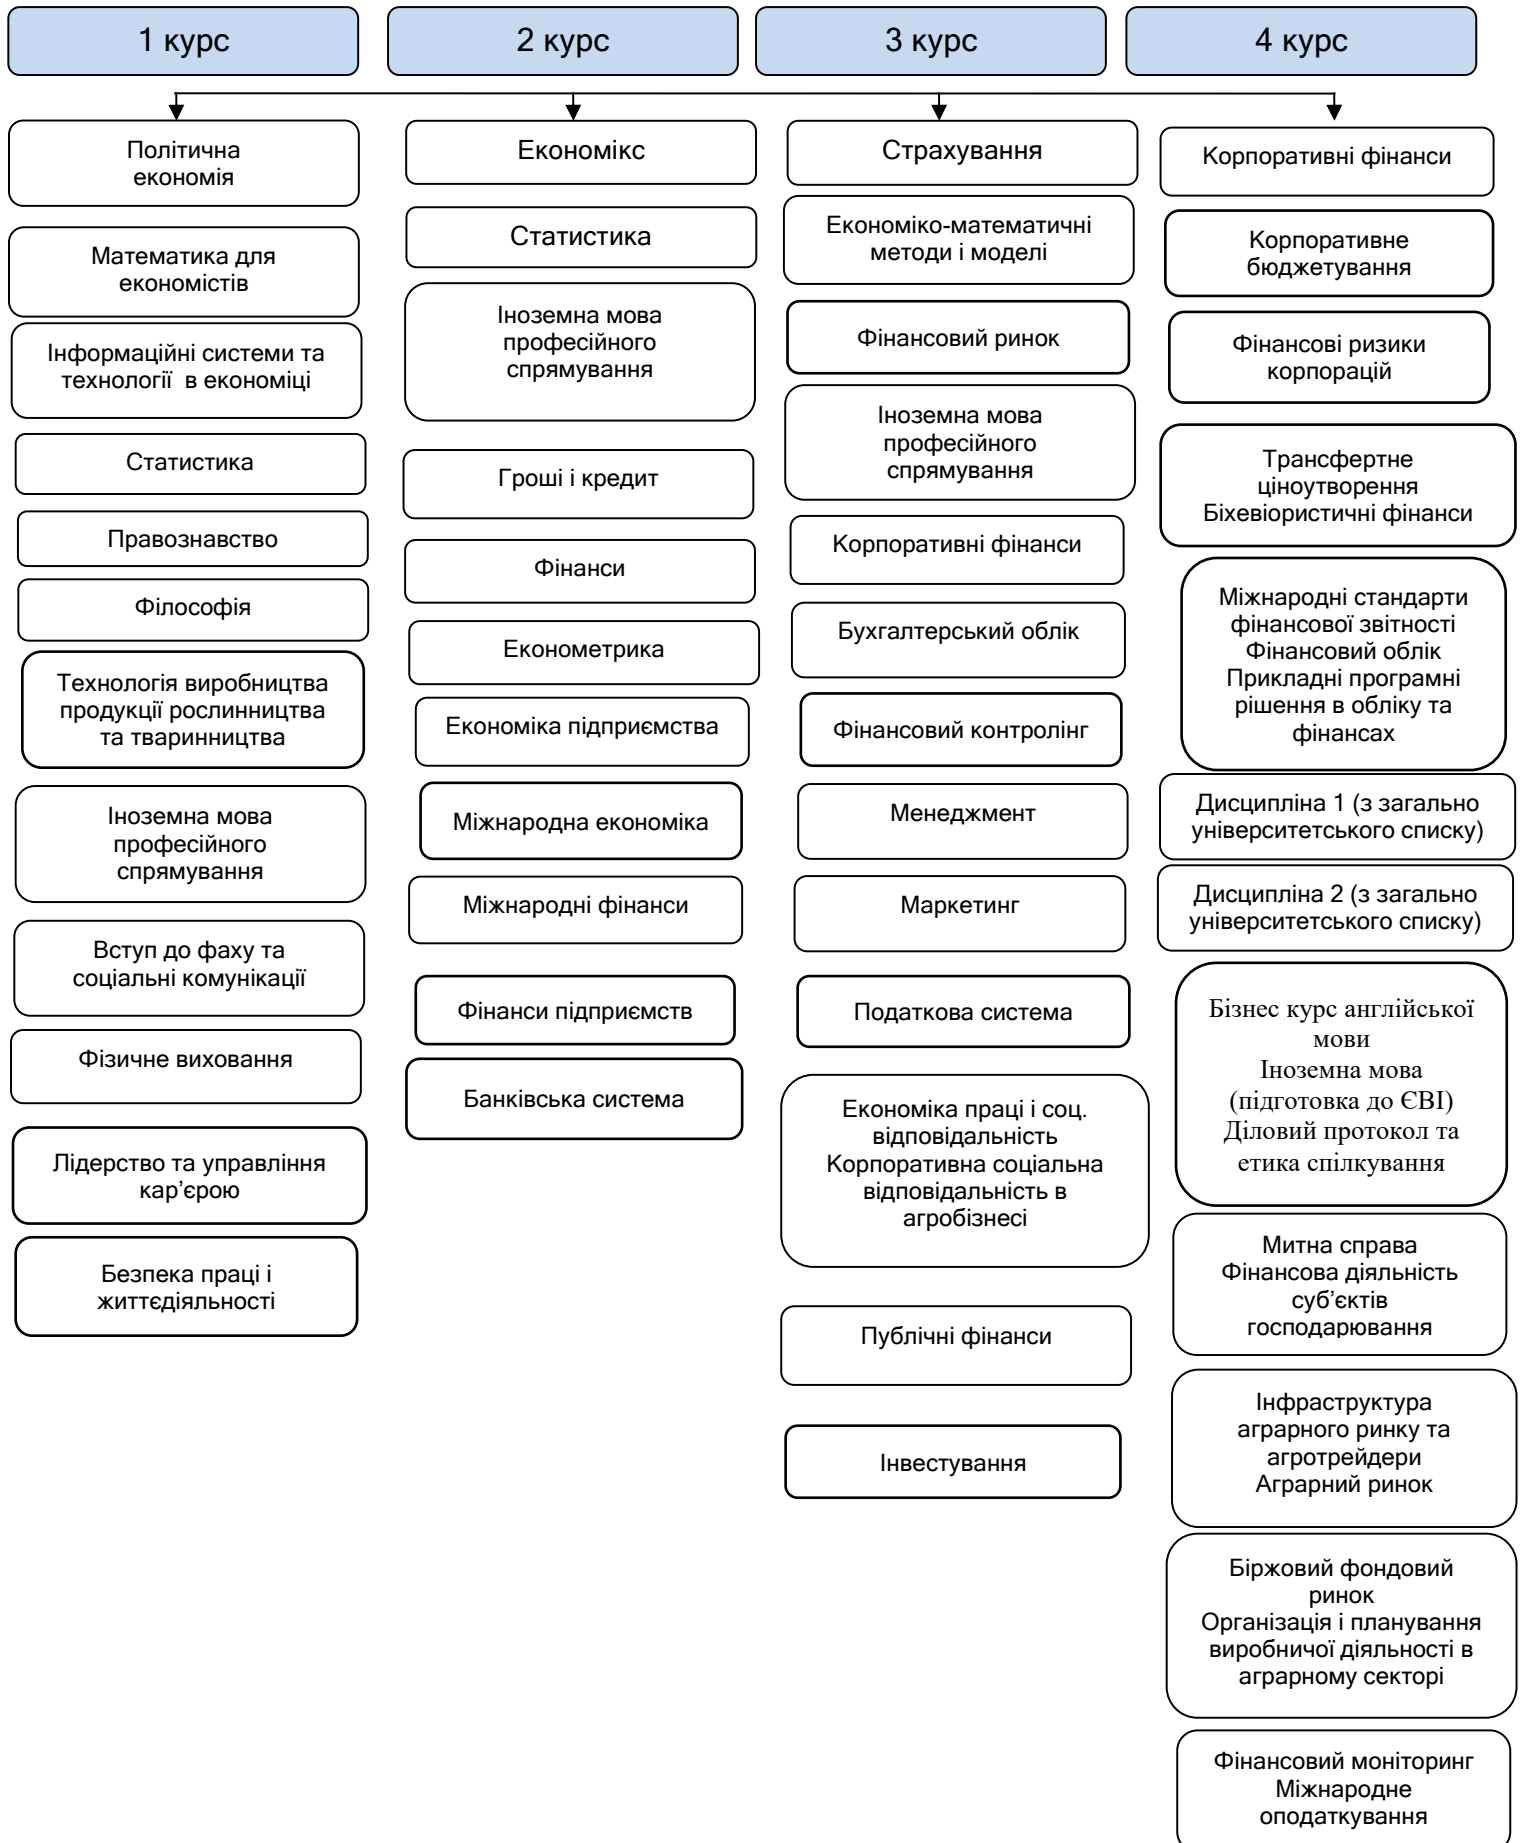 1 курс
2 курс
3 курс
4 курс
Політична
економія
Математика для
економістів
Інформаційні системи та
технології в економіці
Статистика
Правознавство
Філософія
Технологія виробництва
продукції рослинництва
та тваринництва
Іноземна мова
професійного
спрямування
Вступ до фаху та
соціальні комунікації
Фізичне виховання
Лідерство та управління
кар’єрою
Безпека праці і
життєдіяльності
Економікс
Статистика
Іноземна мова
професійного
спрямування
Гроші і кредит
Фінанси
Економетрика
Економіка підприємства
Міжнародна економіка
Міжнародні фінанси
Фінанси підприємств
Банківська система
Страхування
Економіко-математичні
методи і моделі
Фінансовий ринок
Іноземна мова
професійного
спрямування
Корпоративні фінанси
Бухгалтерський облік
Фінансовий контролінг
Менеджмент
Маркетинг
Податкова система
Економіка праці і соц.
відповідальність
Корпоративна соціальна
відповідальність в
агробізнесі
Публічні фінанси
Інвестування
Корпоративні фінанси
Корпоративне
бюджетування
Фінансові ризики
корпорацій
Трансфертне
ціноутворення
Біхевіористичні фінанси
Міжнародні стандарти
фінансової звітності
Фінансовий облік
Прикладні програмні
рішення в обліку та
фінансах
Дисципліна 1 (з загально
університетського списку)
Дисципліна 2 (з загально
університетського списку)
Бізнес курс англійської
мови
Іноземна мова
(підготовка до ЄВІ)
Діловий протокол та
етика спілкування
Митна справа
Фінансова діяльність
суб’єктів
господарювання
Інфраструктура
аграрного ринку та
агротрейдери
Аграрний ринок
Біржовий фондовий
ринок
Організація і планування
виробничої діяльності в
аграрному секторі
Фінансовий моніторинг
Міжнародне
оподаткування